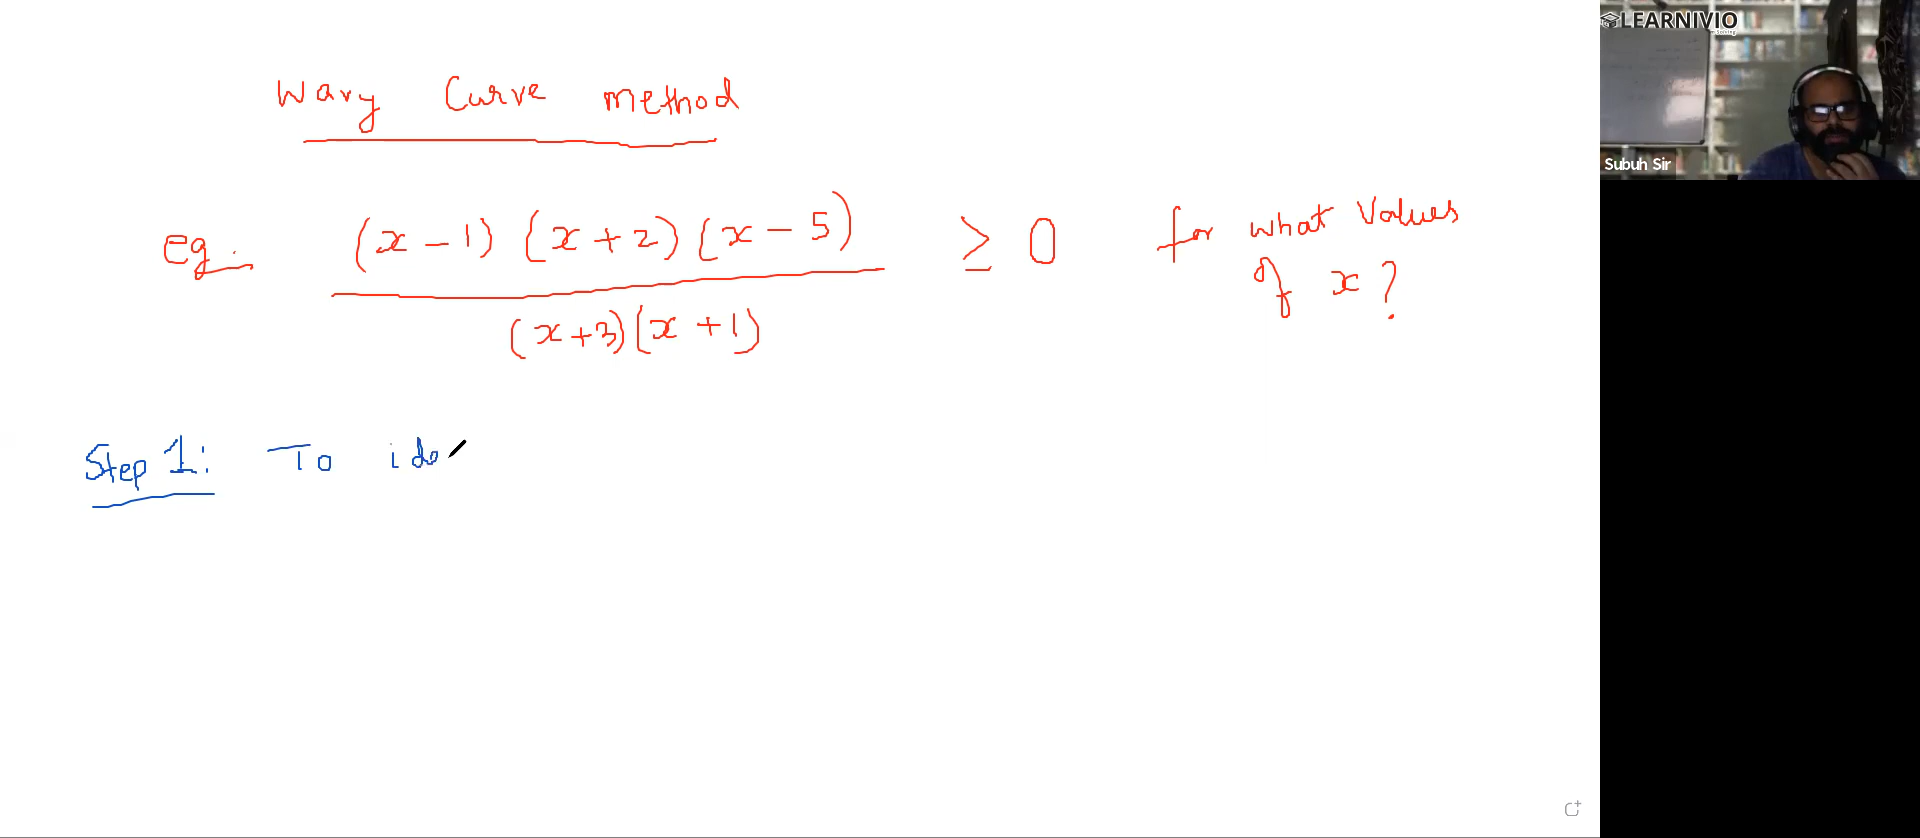 Wavy Curve method
eg. (x-1) (x+2) (x-5) ≥ 0 for what values
(x+3)(x+1) of x?
Step 1: To ide
LEARNIVIO
Subuh Sir